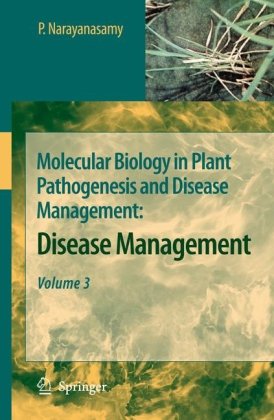 P. Narayanasamy
Molecular Biology in Plant
Pathogenesis and Disease
Management:
Disease Management
Volume 3
Springer